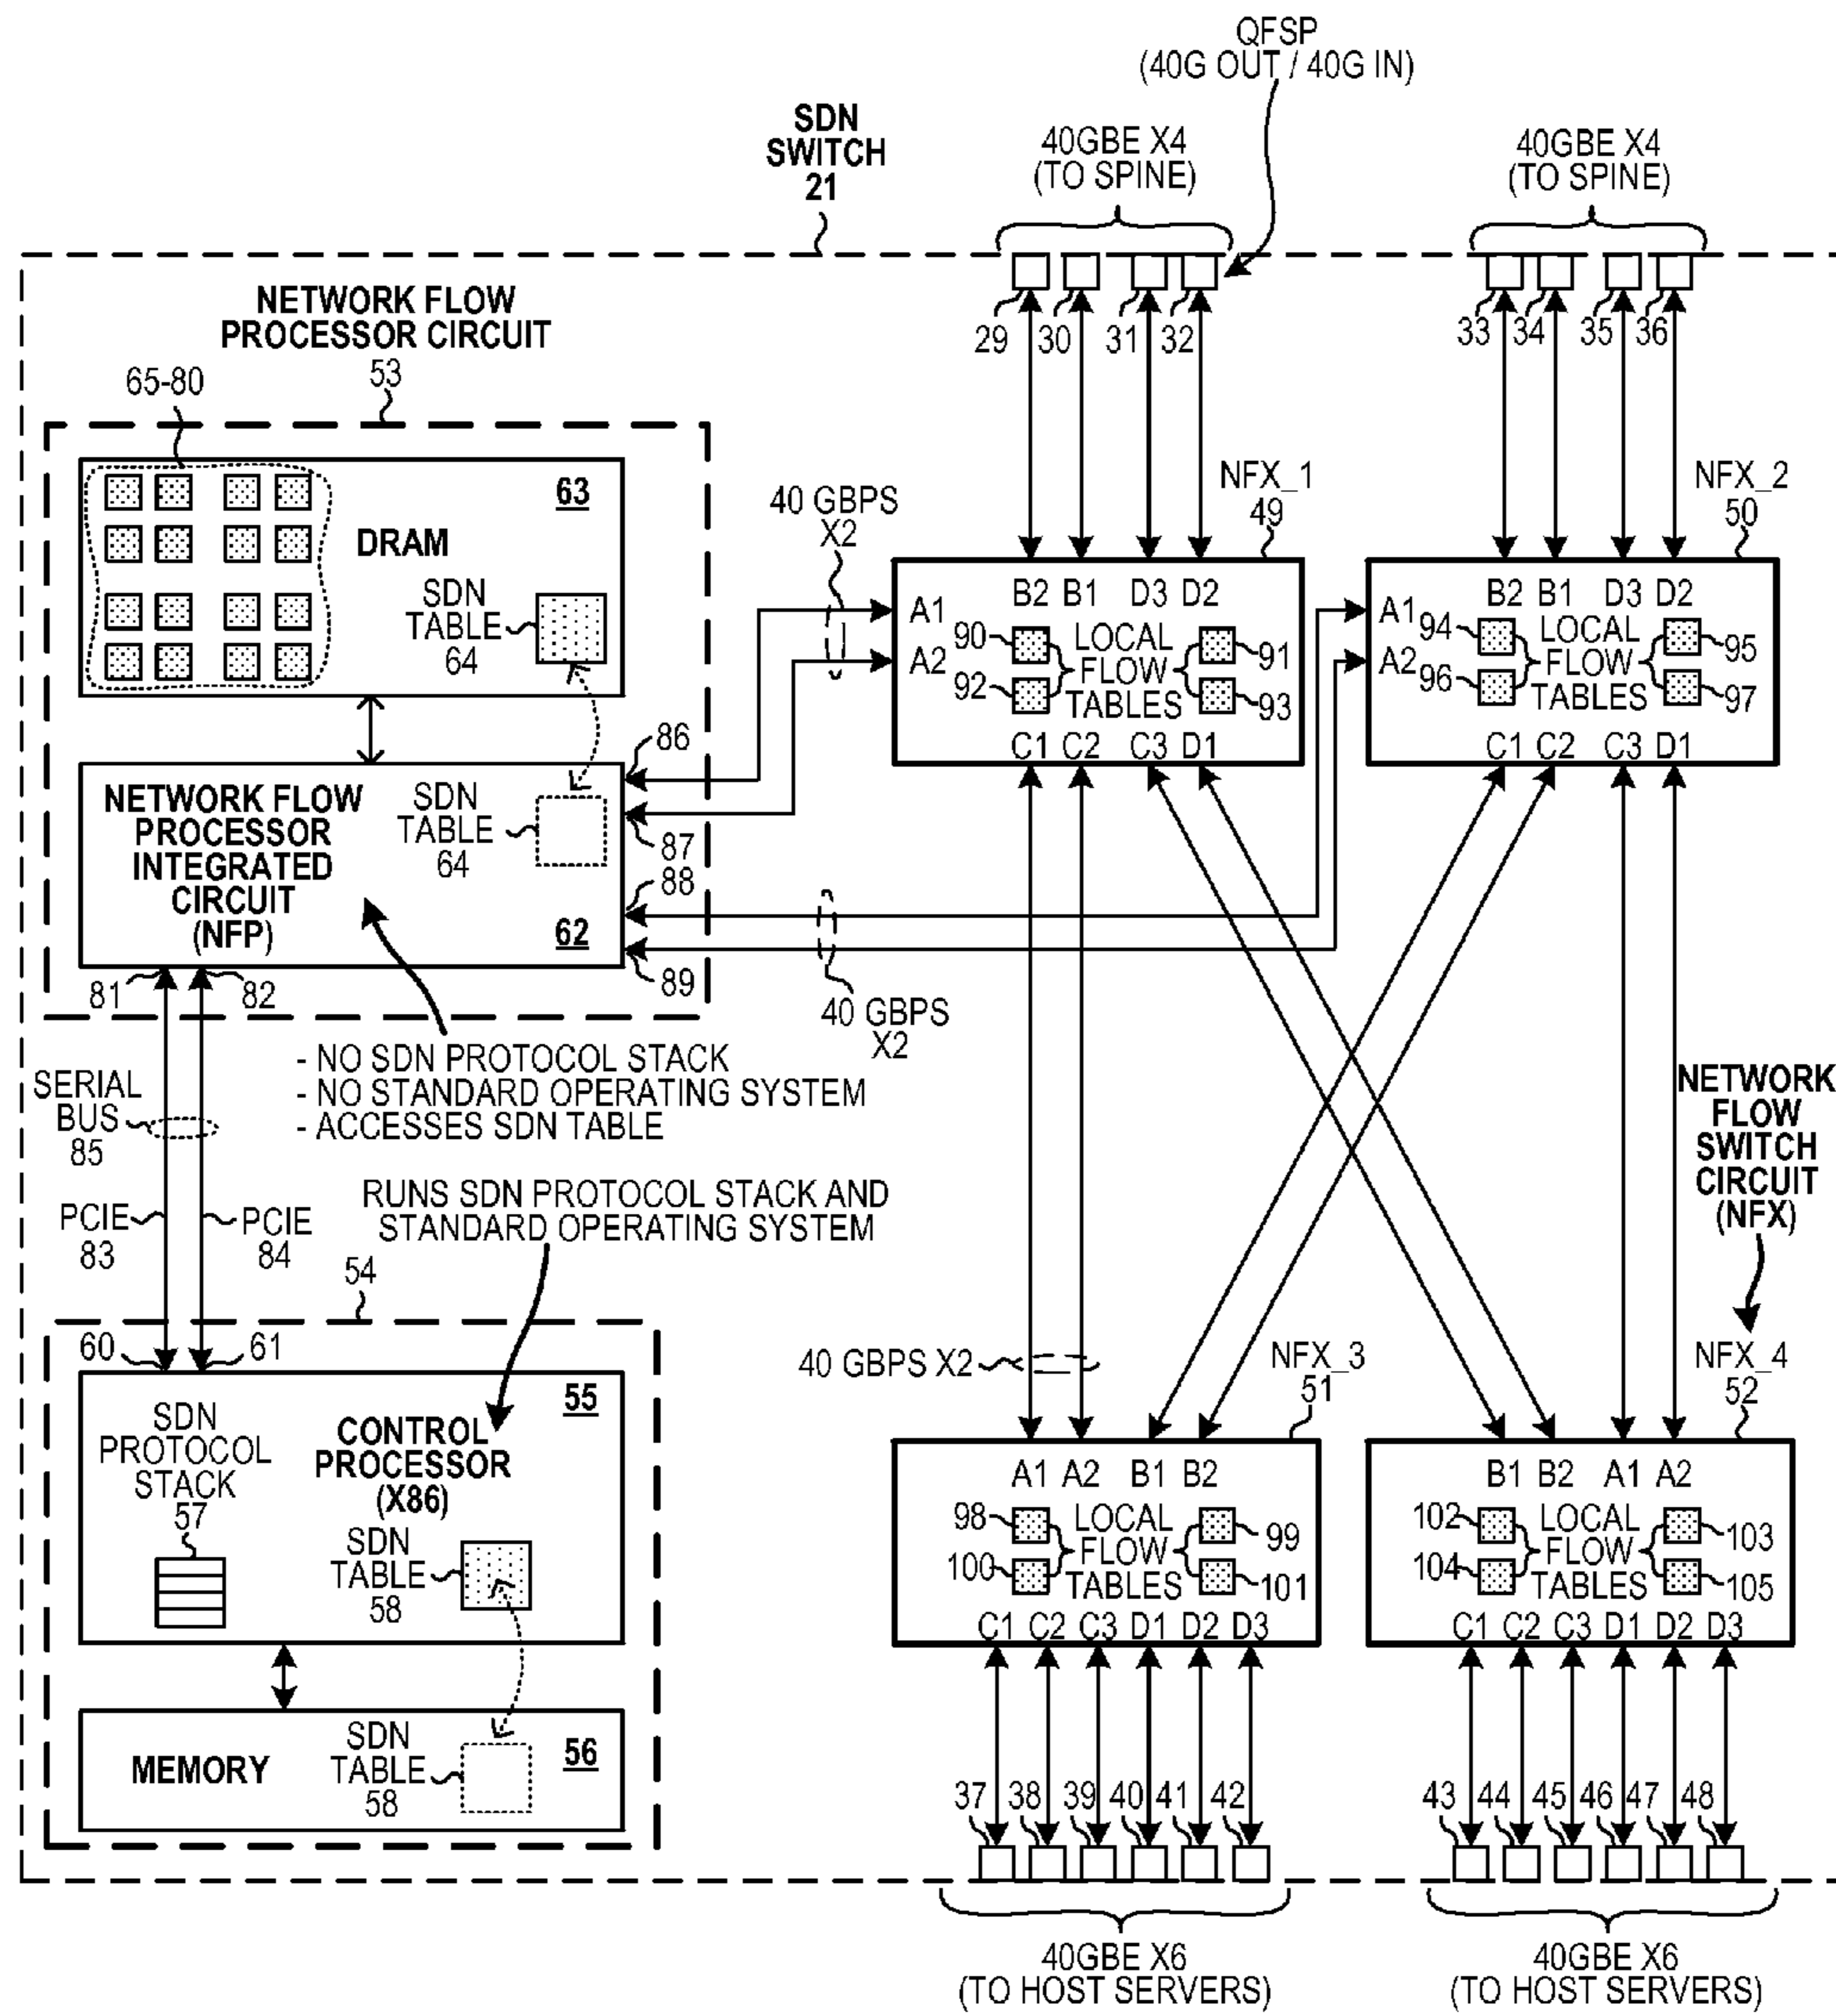 QFSP
(40G OUT / 40G IN)
SDN
SWITCH
21
40GBE X4
(TO SPINE)
40GBE X4
(TO SPINE)
NETWORK FLOW
PROCESSOR CIRCUIT
53
65-80
29
30
31
32
33
34
35
36
63
DRAM
SDN
TABLE
64
40 GBPS
X2
NFX_1
49
NFX_2
50
B2 B1 D3 D2
A1
A2
90
91
92
93
LOCAL
FLOW
TABLES
C1 C2 C3 D1
B2 B1 D3 D2
A1
A2
94
95
96
97
LOCAL
FLOW
TABLES
C1 C2 C3 D1
86
87
88
89
NETWORK FLOW
PROCESSOR
INTEGRATED
CIRCUIT
(NFP)
SDN
TABLE
64
62
81
82
40 GBPS
X2
- NO SDN PROTOCOL STACK
- NO STANDARD OPERATING SYSTEM
- ACCESSES SDN TABLE
SERIAL
BUS
85
PCIE
83
PCIE
84
RUNS SDN PROTOCOL STACK AND
STANDARD OPERATING SYSTEM
NETWORK
FLOW
SWITCH
CIRCUIT
(NFX)
54
60
61
40 GBPS X2
NFX_3
51
NFX_4
52
55
SDN
PROTOCOL
STACK
57
CONTROL
PROCESSOR
(X86)
SDN
TABLE
58
A1 A2 B1 B2
98
99
100
101
LOCAL
FLOW
TABLES
C1 C2 C3 D1 D2 D3
B1 B2 A1 A2
102
103
104
105
LOCAL
FLOW
TABLES
C1 C2 C3 D1 D2 D3
MEMORY
SDN
TABLE
58
56
37
38
39
40
41
42
43
44
45
46
47
48
40GBE X6
(TO HOST SERVERS)
40GBE X6
(TO HOST SERVERS)